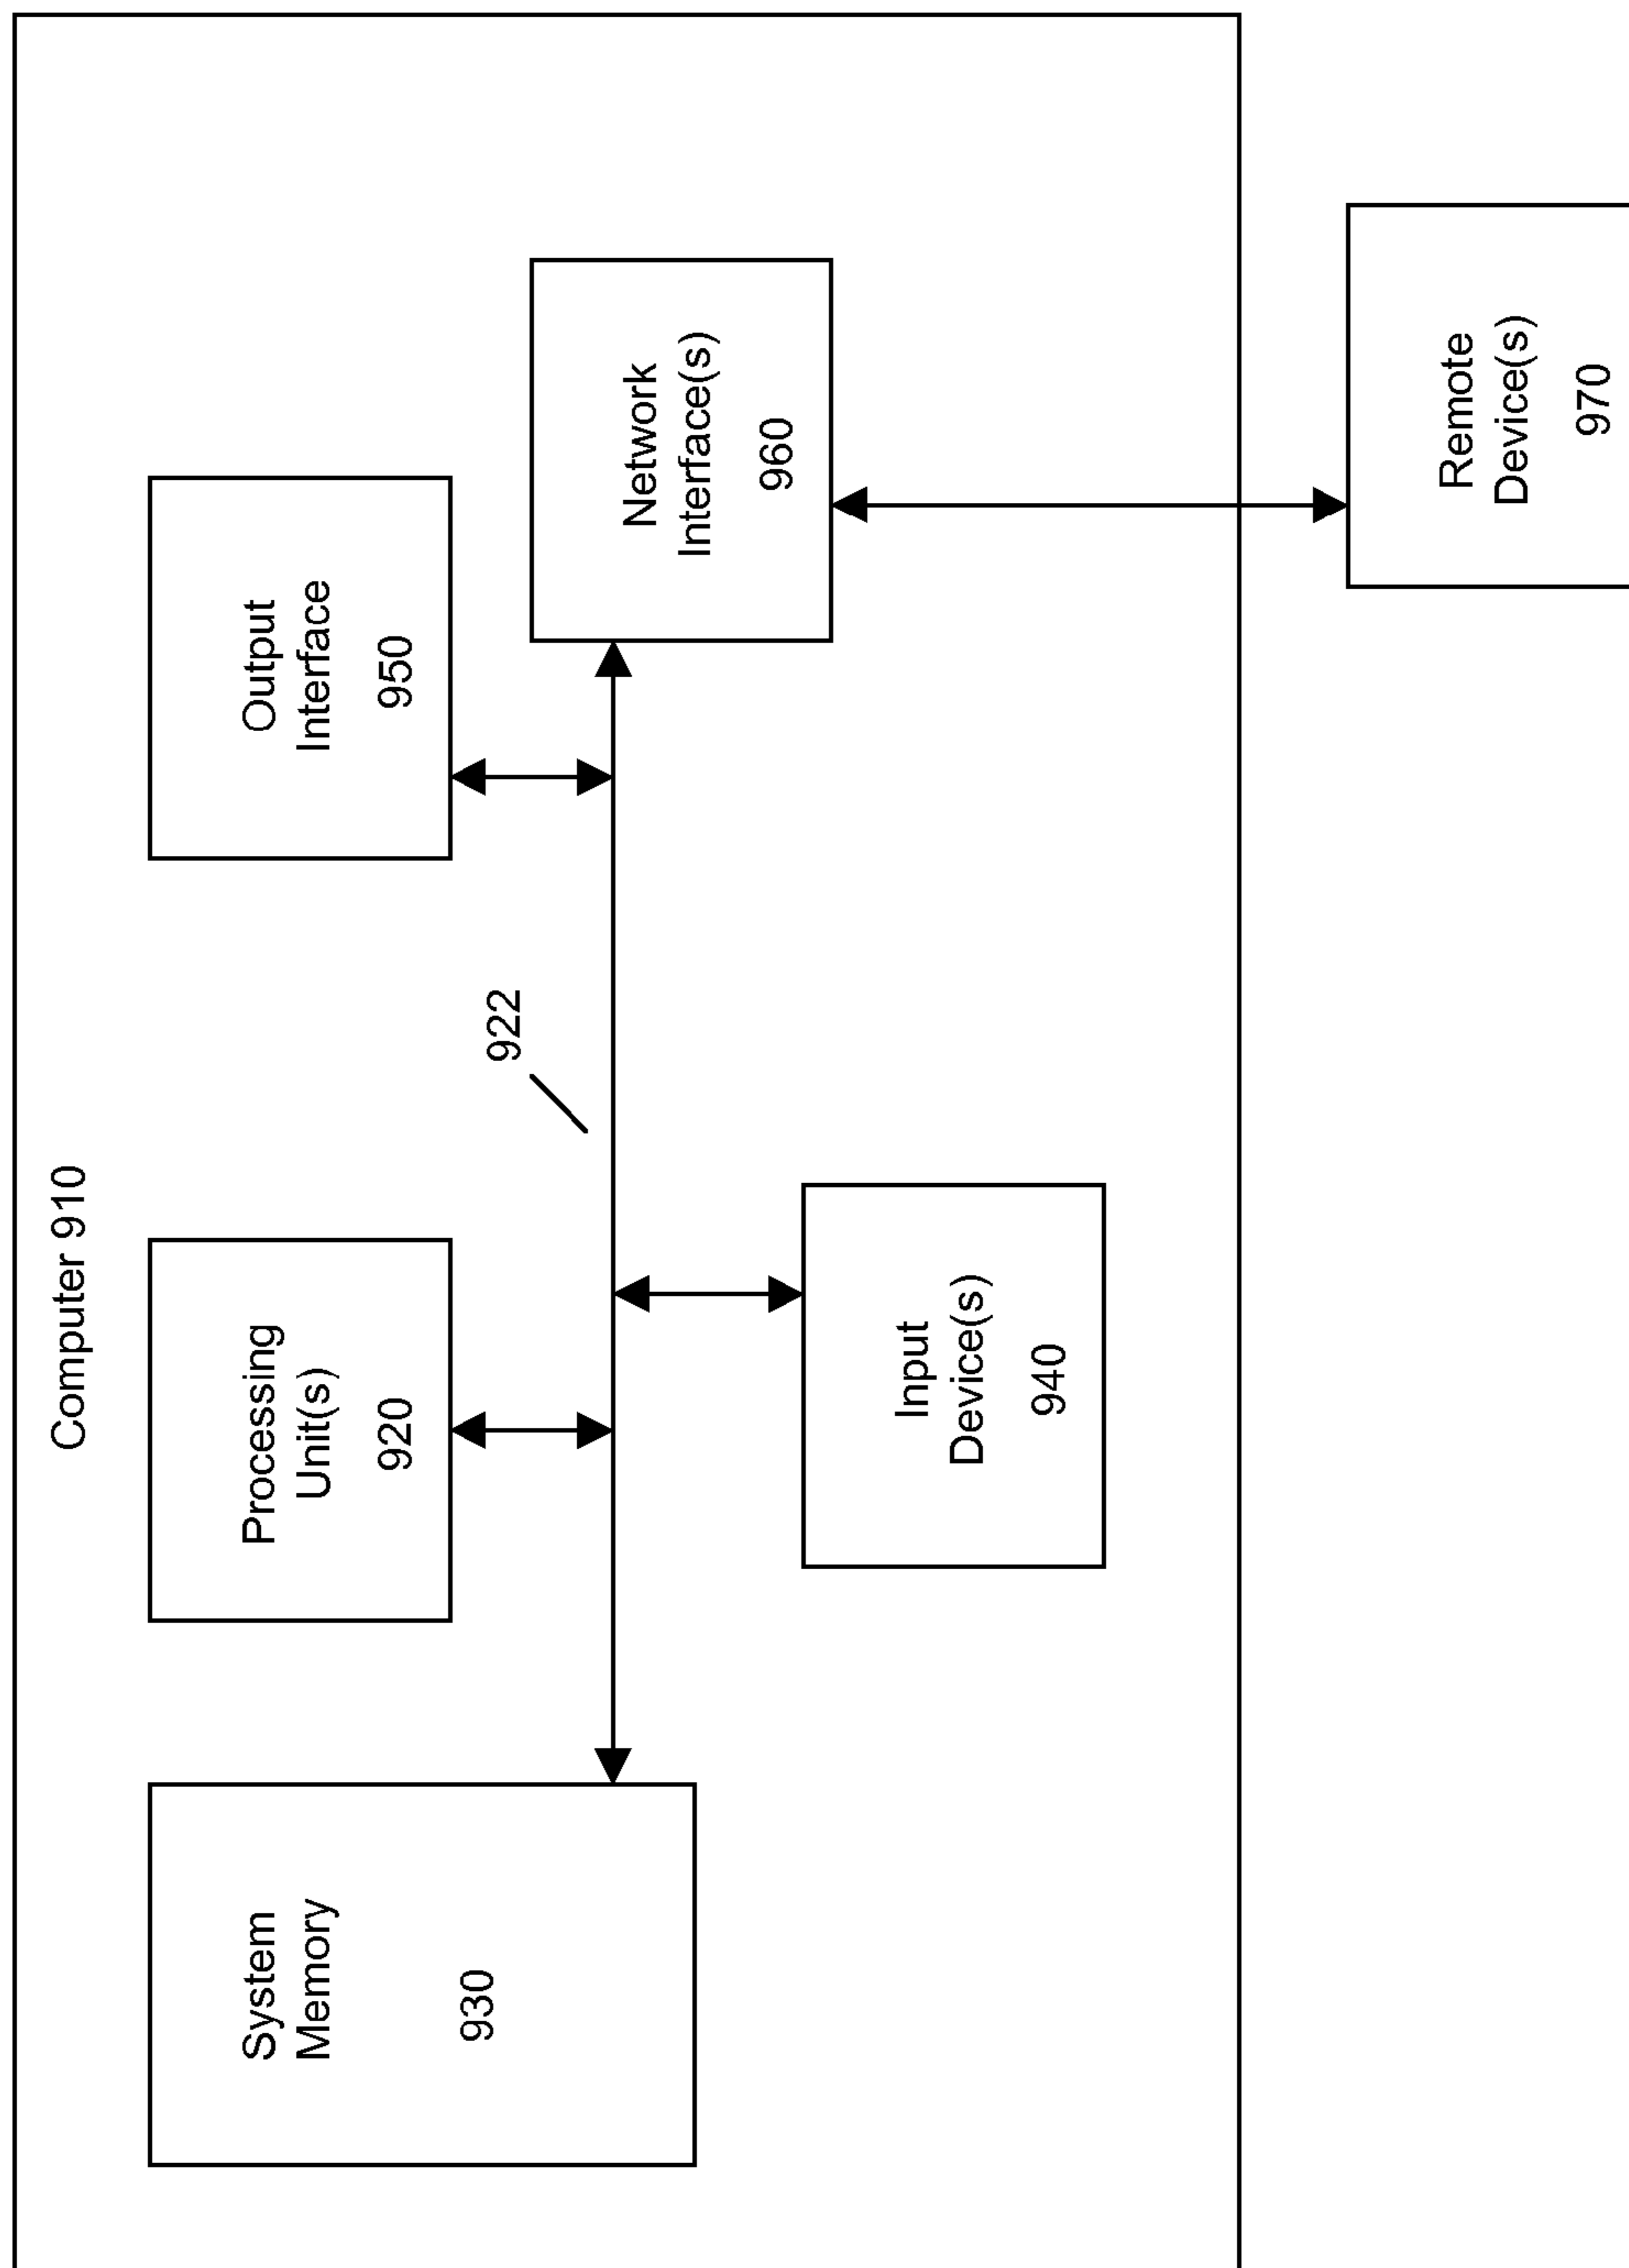 Computer 910
System
Memory
930
Processing
Unit(s)
920
Output
Interface
950
922
Network
Interface(s)
960
Input
Device(s)
940
Remote
Device(s)
970